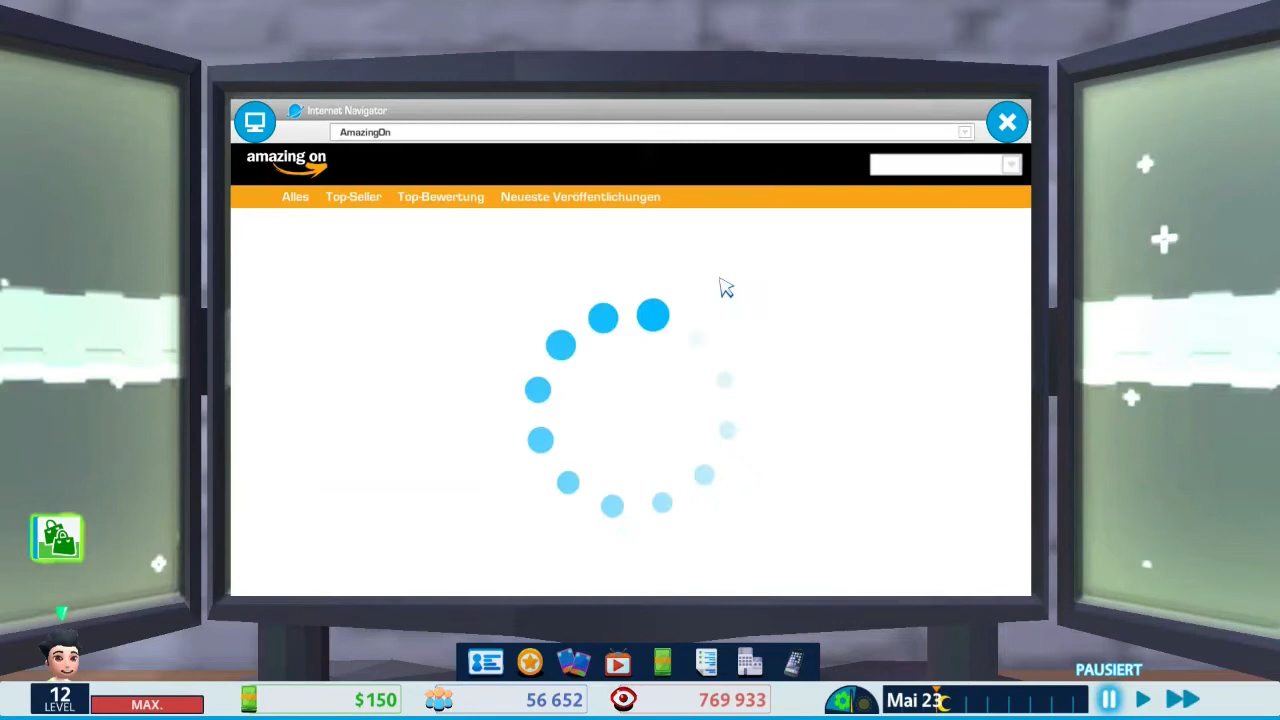 Internet Navigator
AmazingOn
amazing on
Alles Top-Seller Top-Bewertung Neueste Veröffentlichungen
PAUSIERT
12
LEVEL
MAX.
$150
56 652
769 933
Mai 23